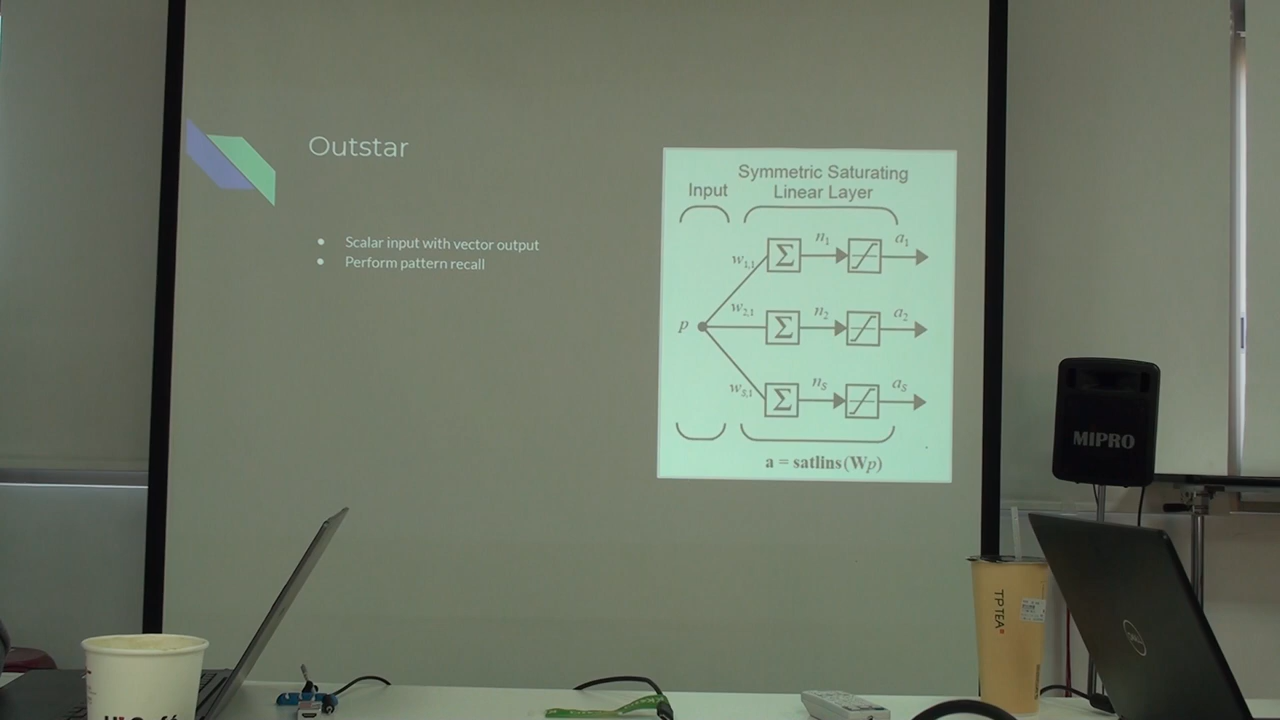 Outstar
Scalar input with vector output
Perform pattern recall
Symmetric Saturating
Linear Layer
Input
w1,1
Σ
n1
a1
p
w2,1
Σ
n2
a2
wS,1
Σ
nS
aS
a = satlins(Wp)
MIPRO
TP TEA
DELL